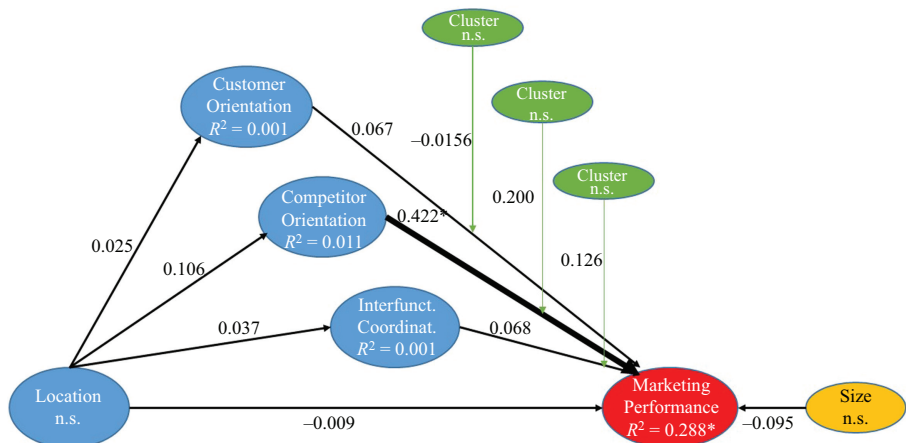 Cluster
n.s.
Cluster
n.s.
Cluster
n.s.
Customer
Orientation
R² = 0.001
0.067
–0.0156
0.200
0.126
Competitor
Orientation
R² = 0.011
0.422*
0.025
0.106
0.037
Interfunct.
Coordinat.
R² = 0.001
0.068
Location
n.s.
–0.009
Marketing
Performance
R² = 0.288*
–0.095
Size
n.s.